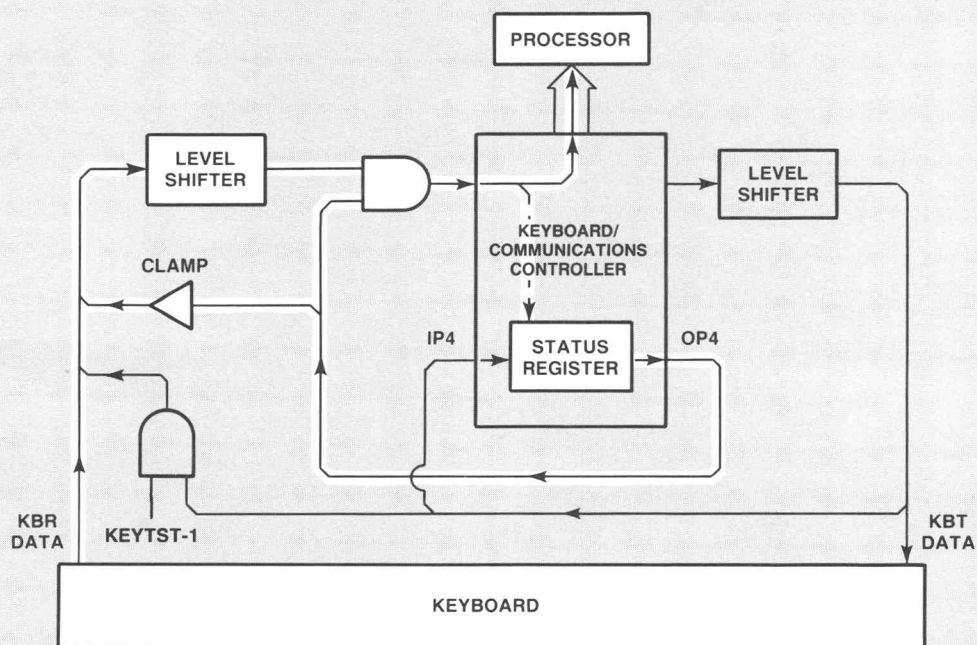 PROCESSOR
LEVEL
SHIFTER
LEVEL
SHIFTER
KEYBOARD/
COMMUNICATIONS
CONTROLLER
CLAMP
IP4
STATUS
REGISTER
OP4
KBR
DATA
KEYTST-1
KBT
DATA
KEYBOARD